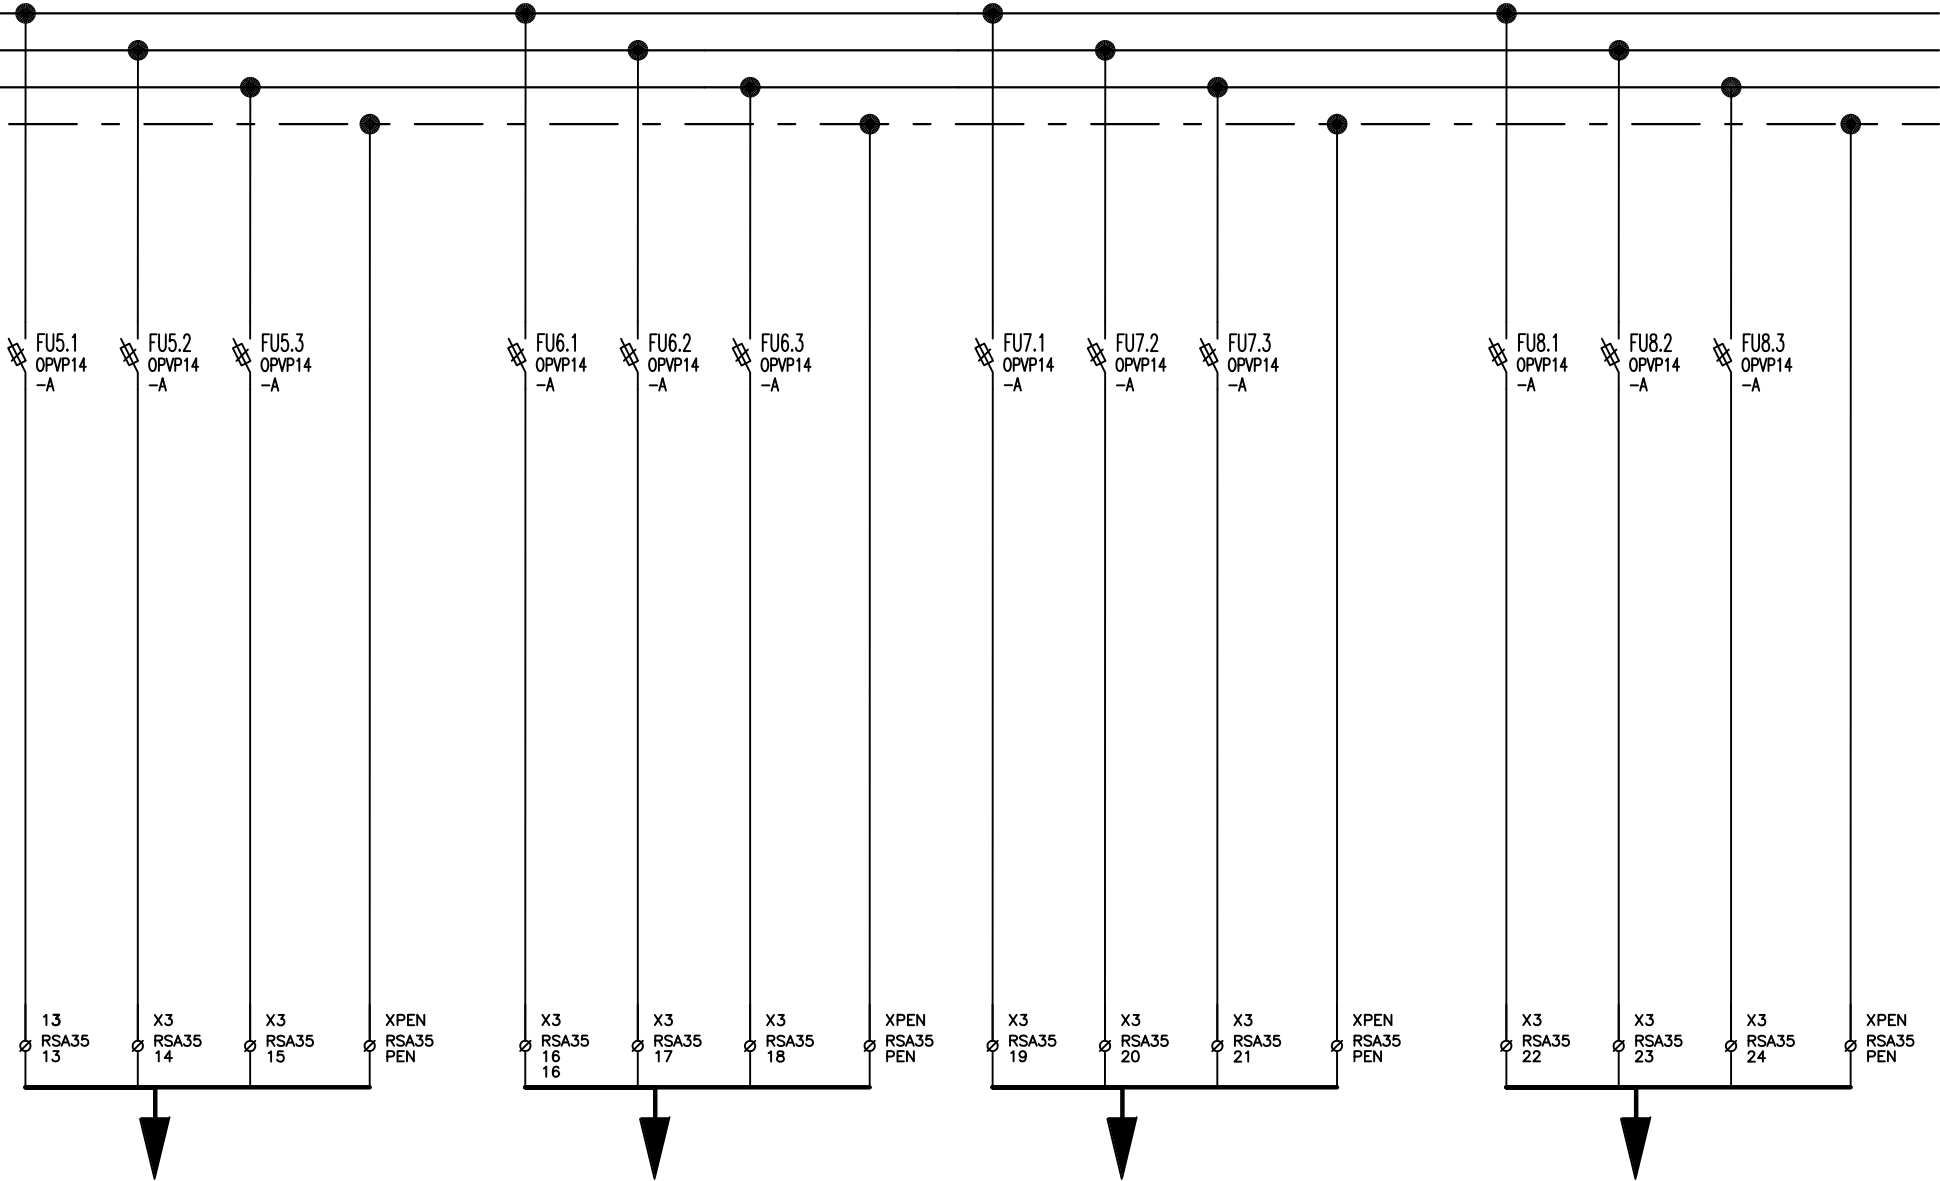 FU5.1
OPVP14
-A
FU5.2
OPVP14
-A
FU5.3
OPVP14
-A
FU6.1
OPVP14
-A
FU6.2
OPVP14
-A
FU6.3
OPVP14
-A
FU7.1
OPVP14
-A
FU7.2
OPVP14
-A
FU7.3
OPVP14
-A
FU8.1
OPVP14
-A
FU8.2
OPVP14
-A
FU8.3
OPVP14
-A
13
RSA35
13
X3
RSA35
14
X3
RSA35
15
XPEN
RSA35
PEN
X3
RSA35
16
16
X3
RSA35
17
X3
RSA35
18
XPEN
RSA35
PEN
X3
RSA35
19
X3
RSA35
20
X3
RSA35
21
XPEN
RSA35
PEN
X3
RSA35
22
X3
RSA35
23
X3
RSA35
24
XPEN
RSA35
PEN